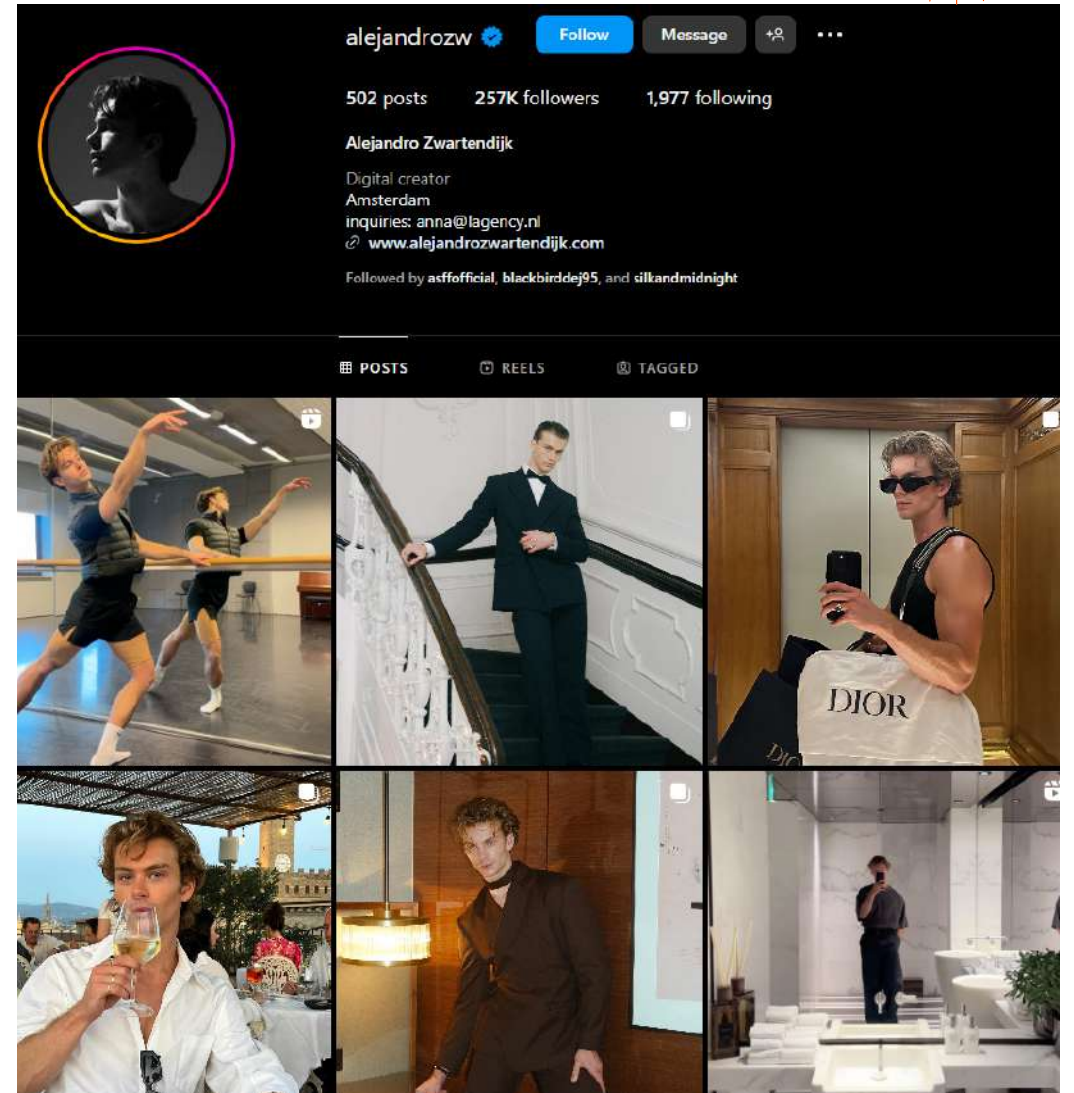 alejandrozw Follow Message
502 posts 257K followers 1,977 following
Alejandro Zwartendijk
Digital creator
Amsterdam
inquiries: anna@lagency.nl
www.alejandrozwartendijk.com
Followed by asffofficial, blackbirddej95, and silkandmidnight
POSTS REELS TAGGED
DIOR